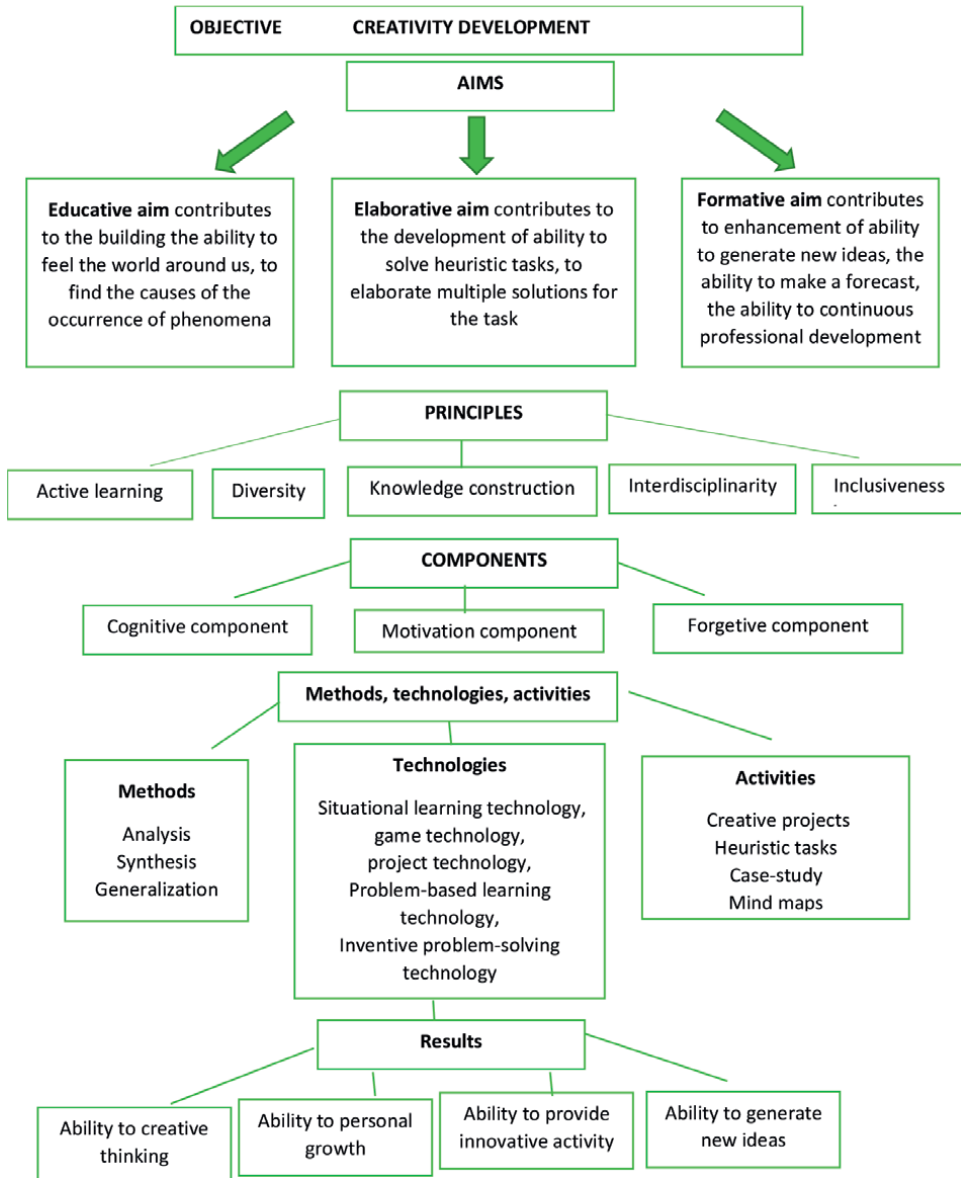 OBJECTIVE CREATIVITY DEVELOPMENT
AIMS
Educative aim contributes
to the building the ability to
feel the world around us, to
find the causes of the
occurrence of phenomena
Elaborative aim contributes to
the development of ability to
solve heuristic tasks, to
elaborate multiple solutions for
the task
Formative aim contributes
to enhancement of ability
to generate new ideas, the
ability to make a forecast,
the ability to continuous
professional development
PRINCIPLES
Active learning
Diversity
Knowledge construction
Interdisciplinarity
Inclusiveness
COMPONENTS
Cognitive component
Motivation component
Forgetive component
Methods, technologies, activities
Methods
Analysis
Synthesis
Generalization
Technologies
Situational learning technology,
game technology,
project technology,
Problem-based learning
technology,
Inventive problem-solving
technology
Activities
Creative projects
Heuristic tasks
Case-study
Mind maps
Results
Ability to creative
thinking
Ability to personal
growth
Ability to provide
innovative activity
Ability to generate
new ideas